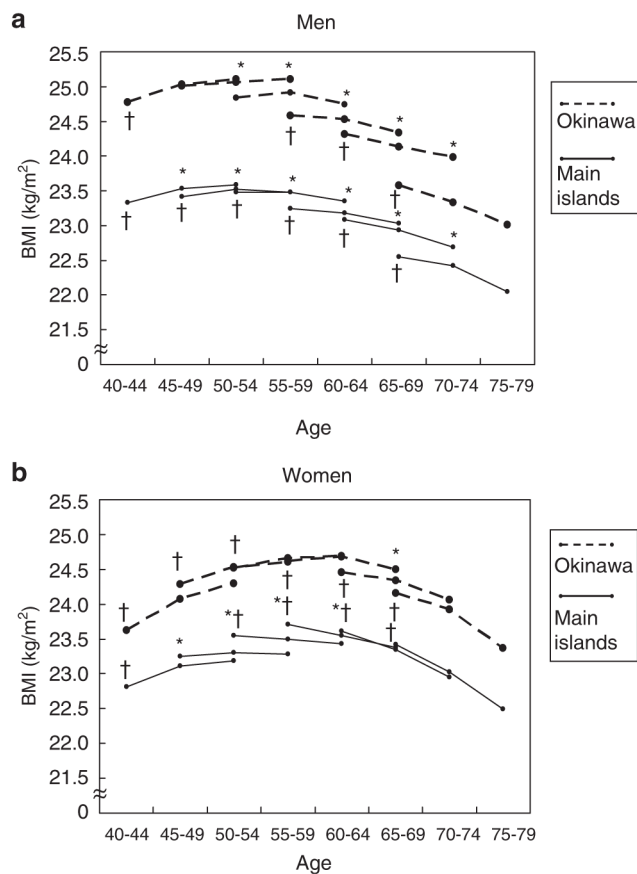 a
Men
25.5
25.0
24.5
24.0
23.5
23.0
22.5
22.0
21.5
0
BMI (kg/m²)
* * * * *
† † † †
* * * * * *
† † † † † †
40-44 45-49 50-54 55-59 60-64 65-69 70-74 75-79
Age
Okinawa
Main
islands
b
Women
25.5
25.0
24.5
24.0
23.5
23.0
22.5
22.0
21.5
0
BMI (kg/m²)
† † † † † † *
† * *† *† *† †
40-44 45-49 50-54 55-59 60-64 65-69 70-74 75-79
Age
Okinawa
Main
islands